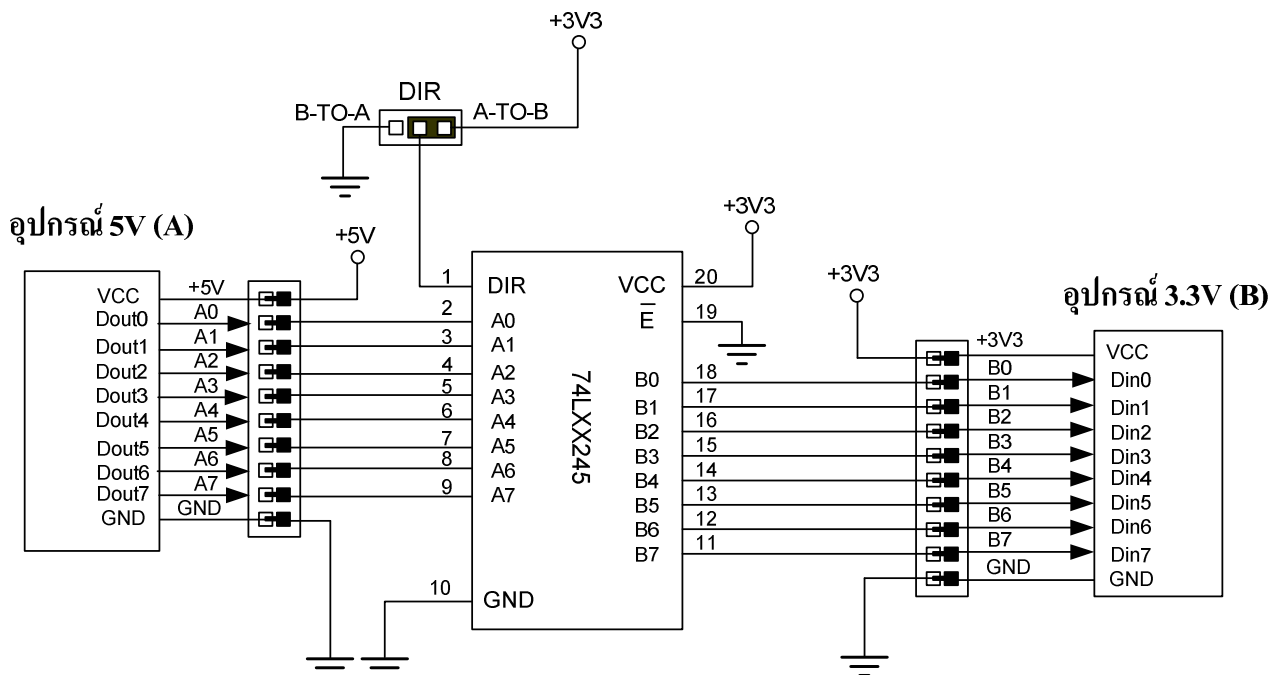 +3V3
DIR
B-TO-A
A-TO-B
อุปกรณ์ 5V (A)
+5V
VCC
+5V
Dout0
A0
Dout1
A1
Dout2
A2
Dout3
A3
Dout4
A4
Dout5
A5
Dout6
A6
Dout7
A7
GND
GND
1
2
3
4
5
6
7
8
9
10
DIR
A0
A1
A2
A3
A4
A5
A6
A7
GND
74LXX245
+3V3
VCC
E
B0
B1
B2
B3
B4
B5
B6
B7
20
19
18
17
16
15
14
13
12
11
+3V3
อุปกรณ์ 3.3V (B)
+3V3
B0
B1
B2
B3
B4
B5
B6
B7
GND
VCC
Din0
Din1
Din2
Din3
Din4
Din5
Din6
Din7
GND